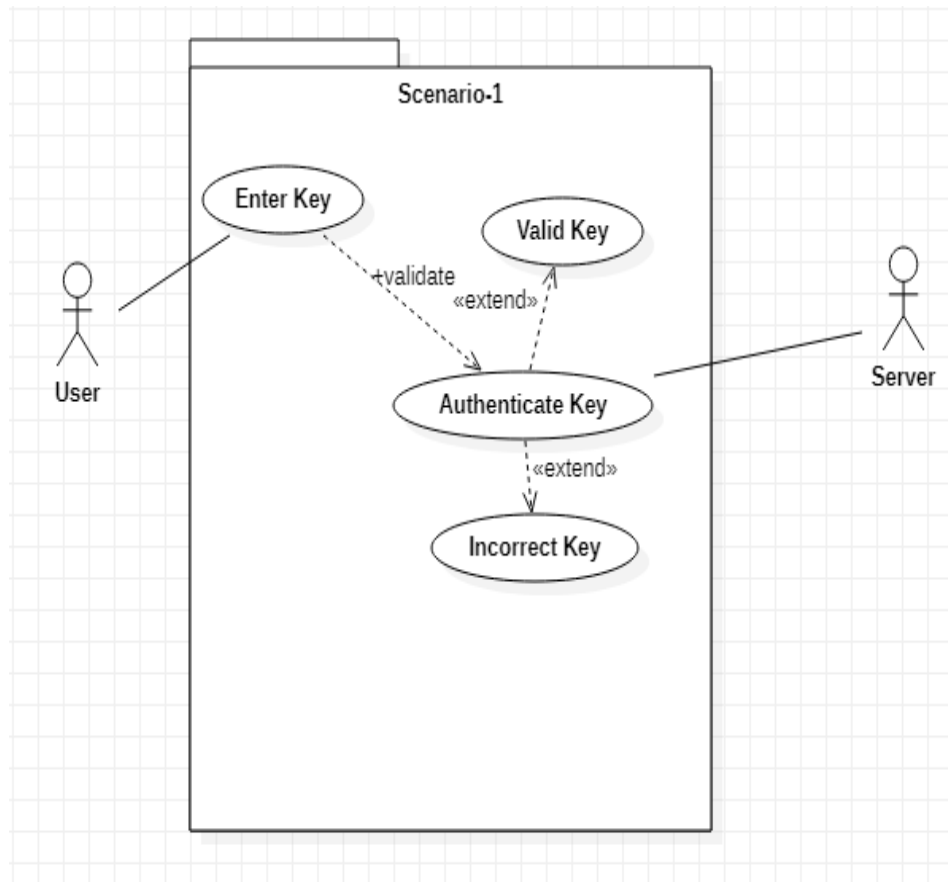 Scenario-1
Enter Key
Valid Key
+validate
«extend»
User
Server
Authenticate Key
«extend»
Incorrect Key